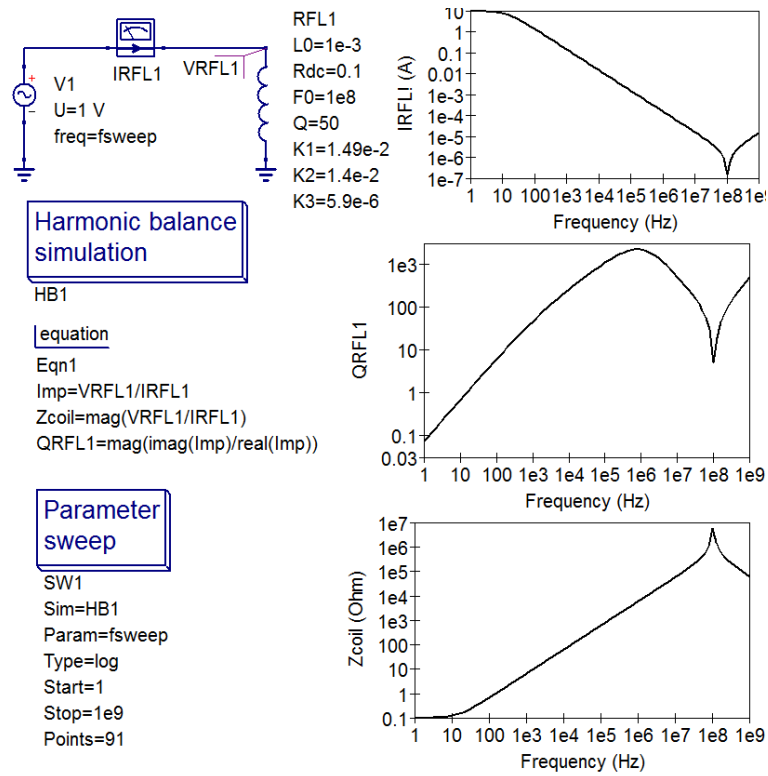 IRFL1
VRFL1
V1
U=1 V
freq=fsweep
+
−
RFL1
L0=1e-3
Rdc=0.1
F0=1e8
Q=50
K1=1.49e-2
K2=1.4e-2
K3=5.9e-6
Harmonic balance
simulation
HB1
equation
Eqn1
Imp=VRFL1/IRFL1
Zcoil=mag(VRFL1/IRFL1)
QRFL1=mag(imag(Imp)/real(Imp))
Parameter
sweep
SW1
Sim=HB1
Param=fsweep
Type=log
Start=1
Stop=1e9
Points=91
IRFL! (A)
10
1
0.1
0.01
1e-3
1e-4
1e-5
1e-6
1e-7
1 10 100 1e3 1e4 1e5 1e6 1e7 1e8 1e9
Frequency (Hz)
QRFL1
1e3
100
10
1
0.1
0.03
1 10 100 1e3 1e4 1e5 1e6 1e7 1e8 1e9
Frequency (Hz)
Zcoil (Ohm)
1e7
1e6
1e5
1e4
1e3
100
10
1
0.1
1 10 100 1e3 1e4 1e5 1e6 1e7 1e8 1e9
Frequency (Hz)